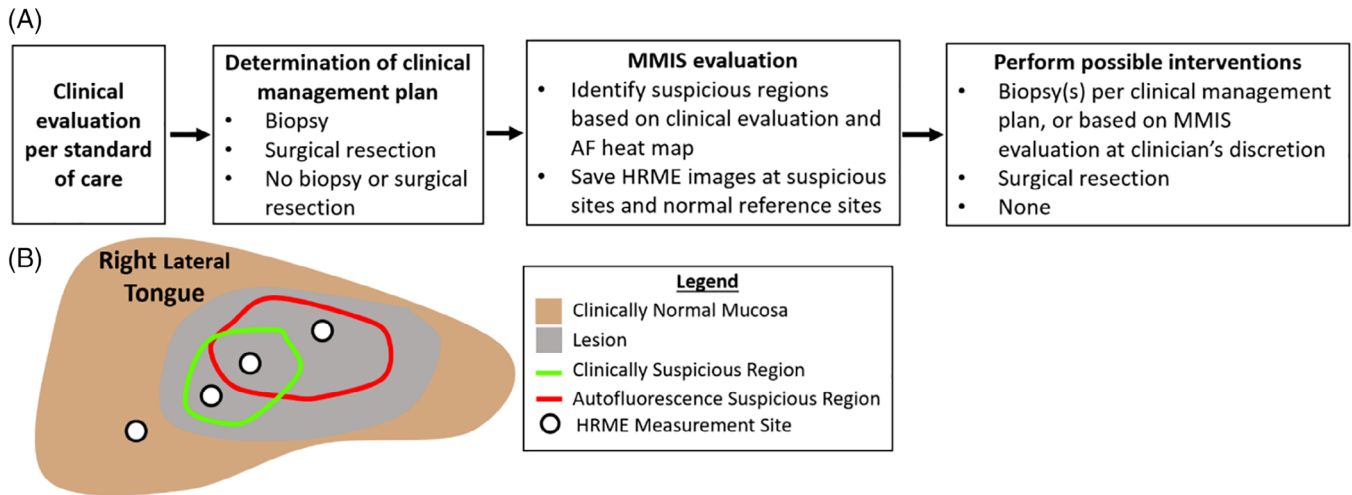 (A)
Clinical
evaluation
per standard
of care
Determination of clinical
management plan
• Biopsy
• Surgical resection
• No biopsy or surgical
resection
MMIS evaluation
• Identify suspicious regions
based on clinical evaluation and
AF heat map
• Save HRME images at suspicious
sites and normal reference sites
Perform possible interventions
• Biopsy(s) per clinical management
plan, or based on MMIS
evaluation at clinician's discretion
• Surgical resection
• None
(B)
Right Lateral
Tongue
Legend
Clinically Normal Mucosa
Lesion
Clinically Suspicious Region
Autofluorescence Suspicious Region
HRME Measurement Site